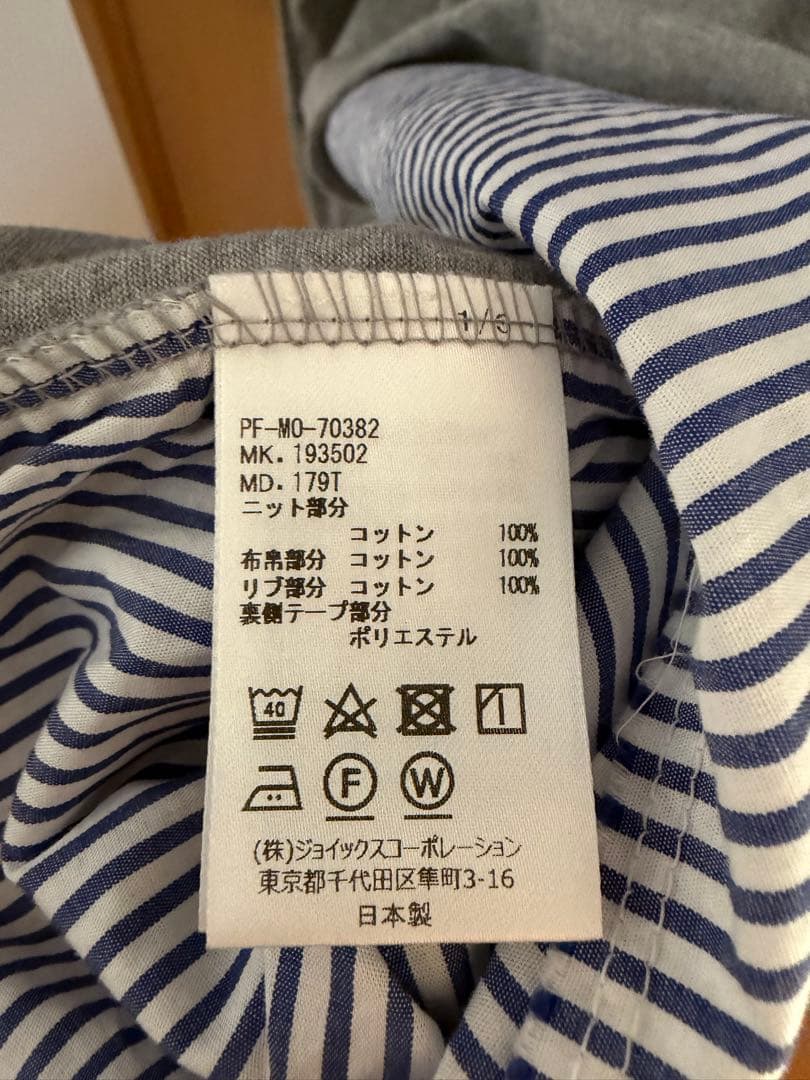 PF-MO-70382
MK. 193502
MD. 179T
ニット部分
コットン 100%
布帛部分 コットン 100%
リブ部分 コットン 100%
裏側テープ部分
ポリエステル
40
F W
(株)ジョイックスコーポレーション
東京都千代田区隼町3-16
日本製